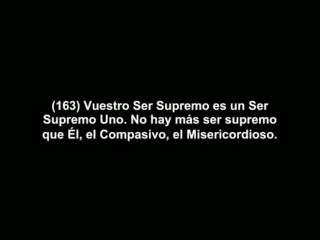 (163) Vuestro Ser Supremo es un Ser
Supremo Uno. No hay más ser supremo
que Él, el Compasivo, el Misericordioso.